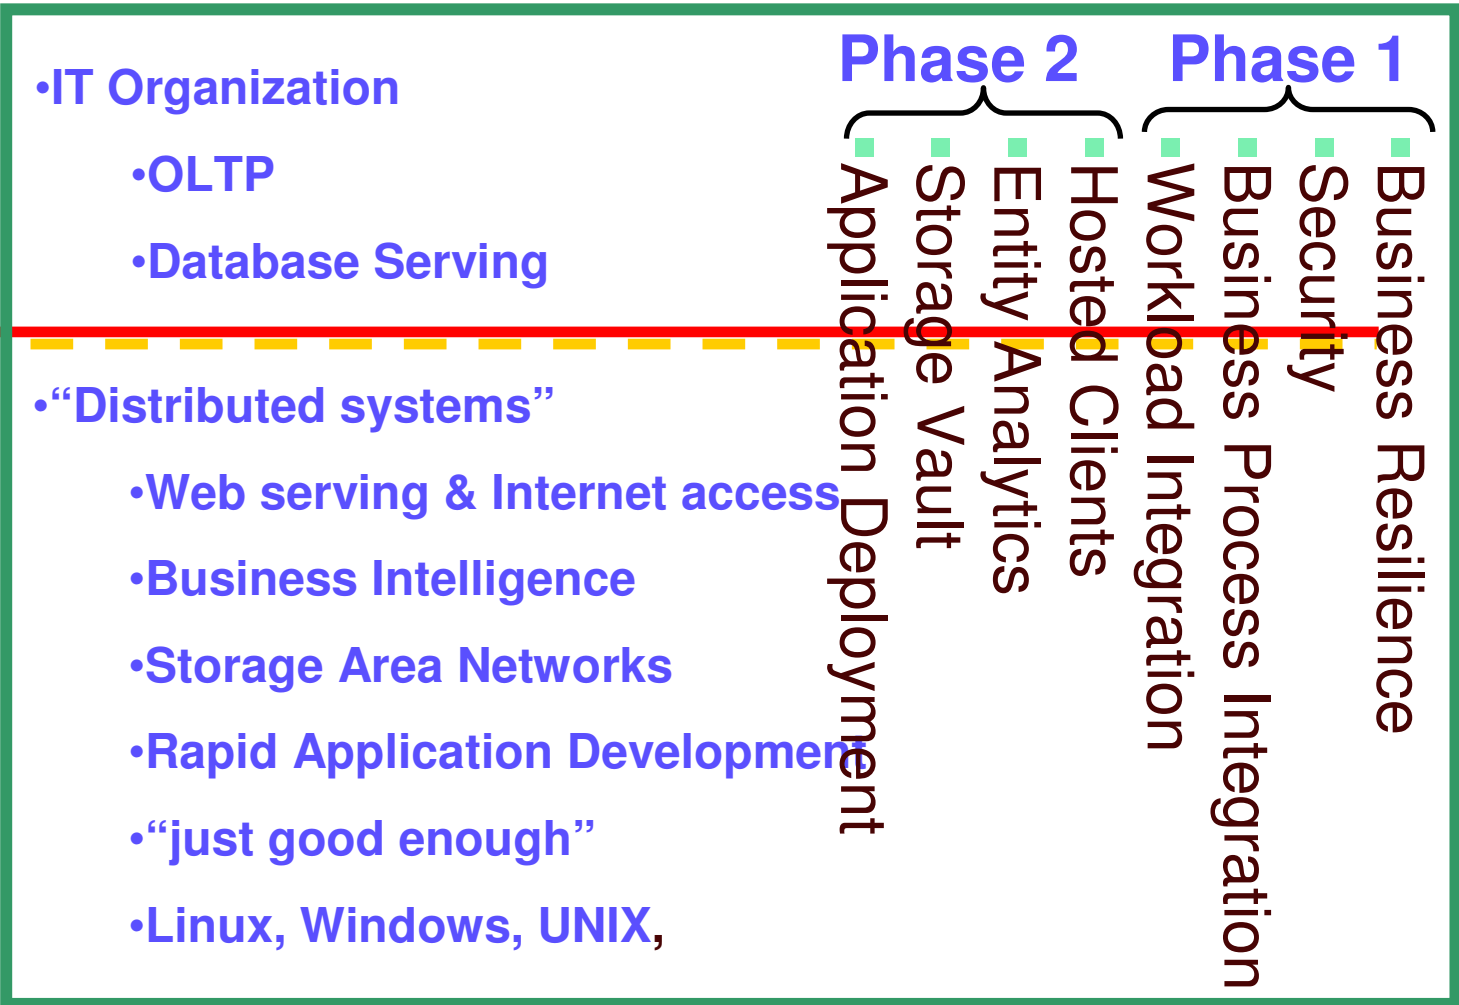 Phase 2
Phase 1
•IT Organization
•OLTP
•Database Serving
•“Distributed systems”
•Web serving & Internet access
•Business Intelligence
•Storage Area Networks
•Rapid Application Development
•“just good enough”
•Linux, Windows, UNIX,
Business Resilience
Security
Business Process Integration
Workload Integration
Hosted Clients
Entity Analytics
Storage Vault
Application Deployment